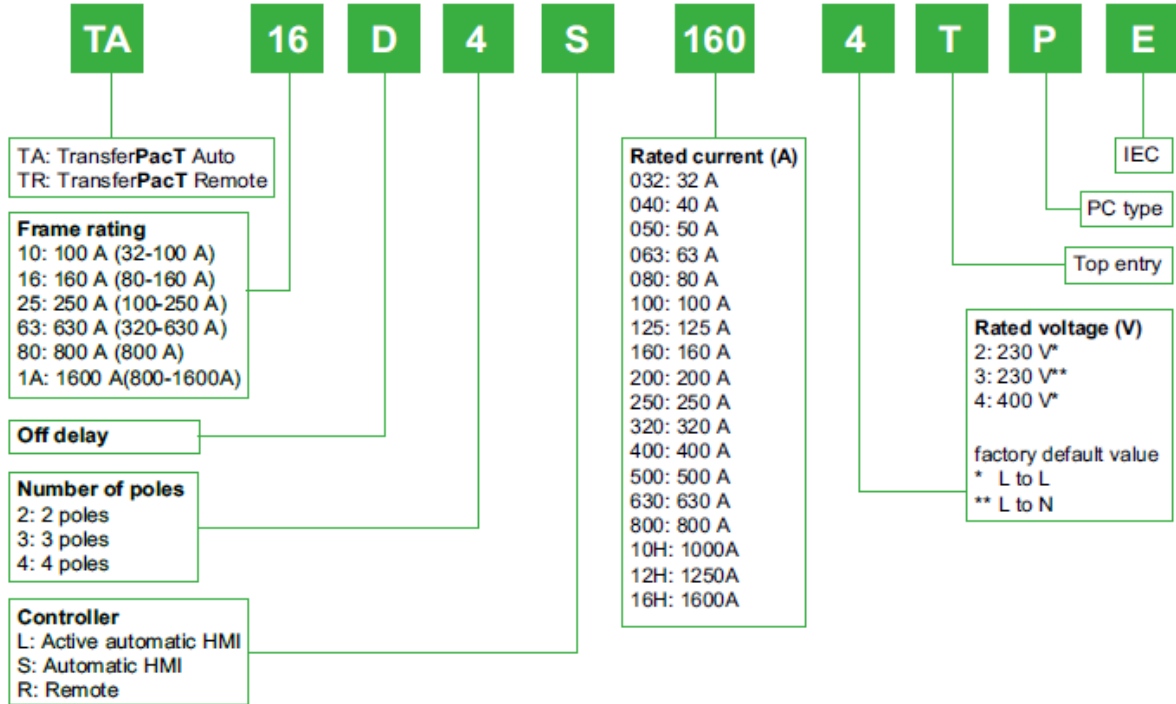 TA 16 D 4 S 160 4 T P E
TA: TransferPacT Auto
TR: TransferPacT Remote
Frame rating
10: 100 A (32-100 A)
16: 160 A (80-160 A)
25: 250 A (100-250 A)
63: 630 A (320-630 A)
80: 800 A (800 A)
1A: 1600 A(800-1600A)
Off delay
Number of poles
2: 2 poles
3: 3 poles
4: 4 poles
Controller
L: Active automatic HMI
S: Automatic HMI
R: Remote
Rated current (A)
032: 32 A
040: 40 A
050: 50 A
063: 63 A
080: 80 A
100: 100 A
125: 125 A
160: 160 A
200: 200 A
250: 250 A
320: 320 A
400: 400 A
500: 500 A
630: 630 A
800: 800 A
10H: 1000A
12H: 1250A
16H: 1600A
IEC
PC type
Top entry
Rated voltage (V)
2: 230 V*
3: 230 V**
4: 400 V*
factory default value
* L to L
** L to N